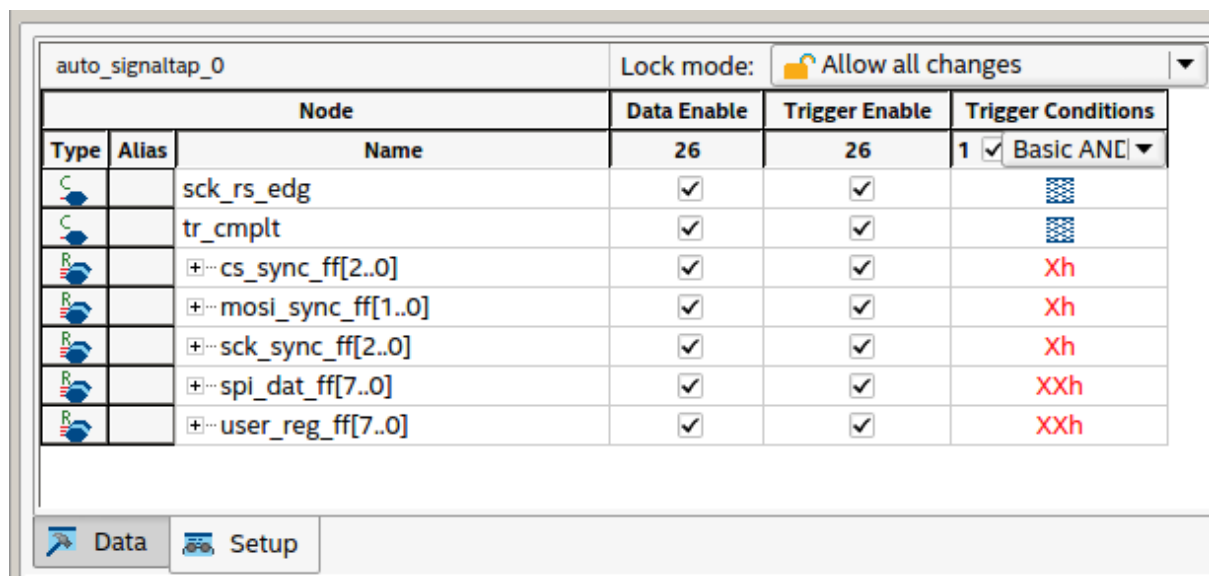 auto_signaltap_0 Lock mode: Allow all changes
Node Data Enable Trigger Enable Trigger Conditions
Type Alias Name 26 26 1 Basic AND
C sck_rs_edg
C tr_cmplt
R cs_sync_ff[2..0] Xh
R mosi_sync_ff[1..0] Xh
R sck_sync_ff[2..0] Xh
R spi_dat_ff[7..0] XXh
R user_reg_ff[7..0] XXh
Data Setup